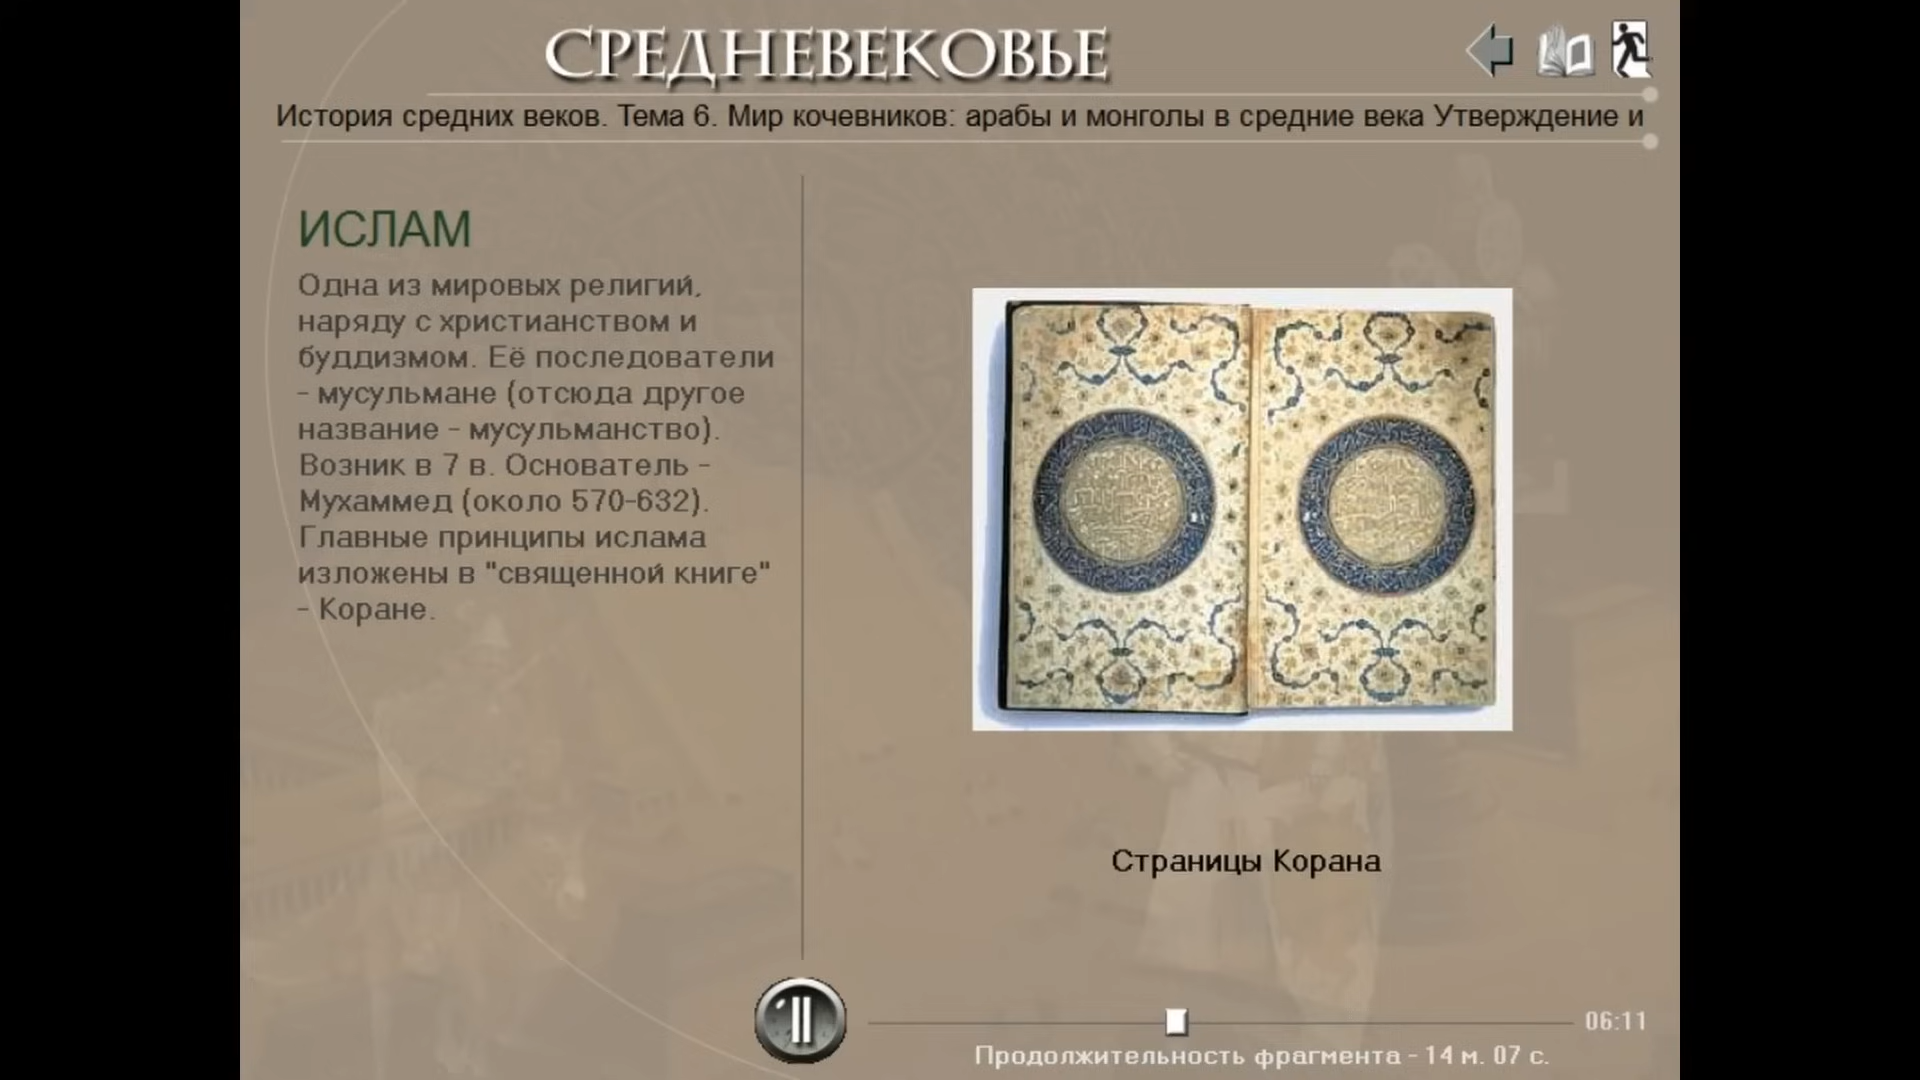 СРЕДНЕВЕКОВЬЕ
История средних веков. Тема 6. Мир кочевников: арабы и монголы в средние века Утверждение и
ИСЛАМ
Одна из мировых религий,
наряду с христианством и
буддизмом. Её последователи
- мусульмане (отсюда другое
название - мусульманство).
Возник в 7 в. Основатель -
Мухаммед (около 570-632).
Главные принципы ислама
изложены в "священной книге"
- Коране.
Страницы Корана
06:11
Продолжительность фрагмента - 14 м. 07 с.